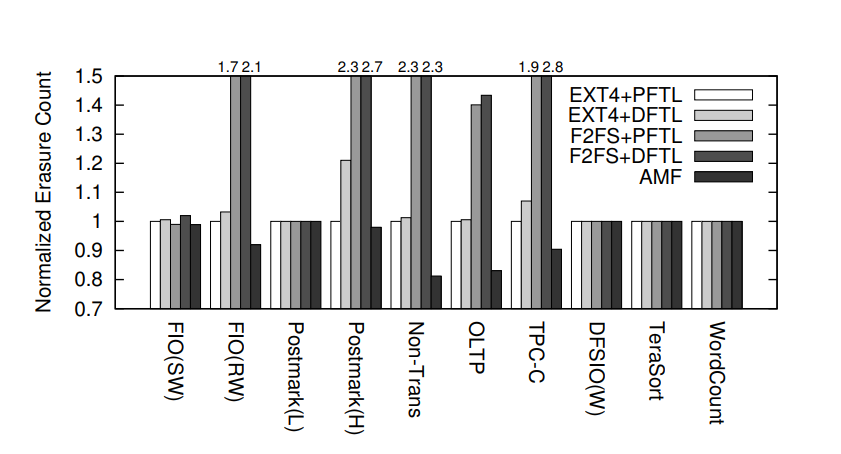 1.7 2.1 2.3 2.7 2.3 2.3 1.9 2.8
Normalized Erasure Count
1.5
1.4
1.3
1.2
1.1
1
0.9
0.8
0.7
EXT4+PFTL
EXT4+DFTL
F2FS+PFTL
F2FS+DFTL
AMF
FIO(SW)
FIO(RW)
Postmark(L)
Postmark(H)
Non-Trans
OLTP
TPC-C
DFSIO(W)
TeraSort
WordCount